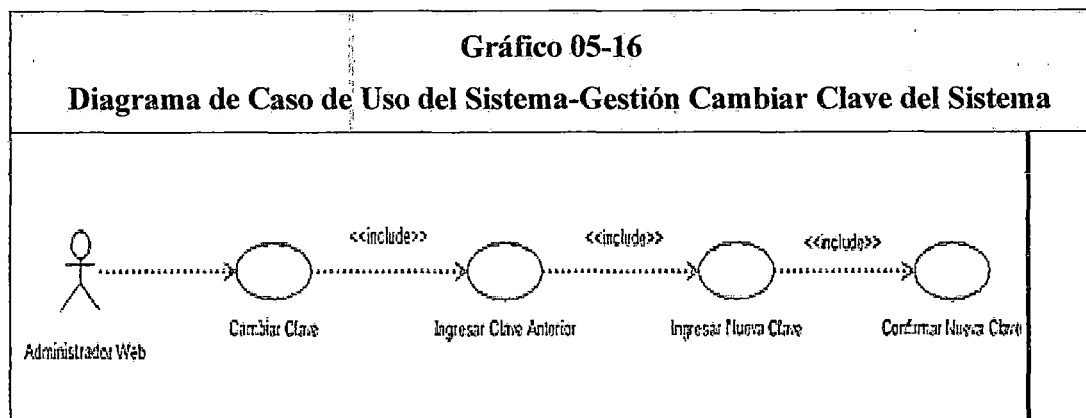 Gráfico 05-16
Diagrama de Caso de Uso del Sistema-Gestión Cambiar Clave del Sistema
<<include>>
<<include>>
<<include>>
Administrador Web
Cambiar Clave
Ingresar Clave Anterior
Ingresar Nueva Clave
Confirmar Nueva Clave